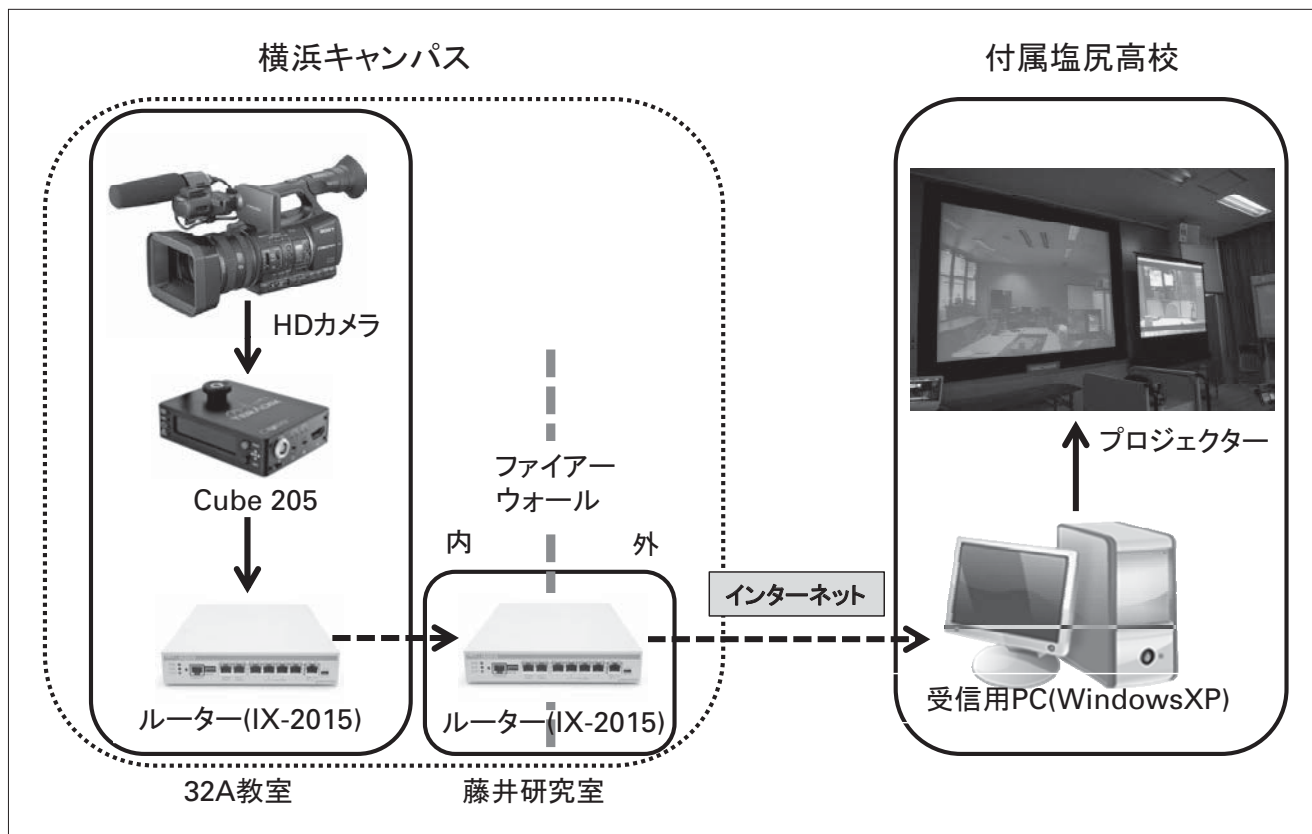 横浜キャンパス
付属塩尻高校
SONY
HDカメラ
TERADEK
Cube 205
ファイアー
ウォール
内
外
インターネット
プロジェクター
ルーター(IX-2015)
ルーター(IX-2015)
受信用PC(WindowsXP)
32A教室
藤井研究室